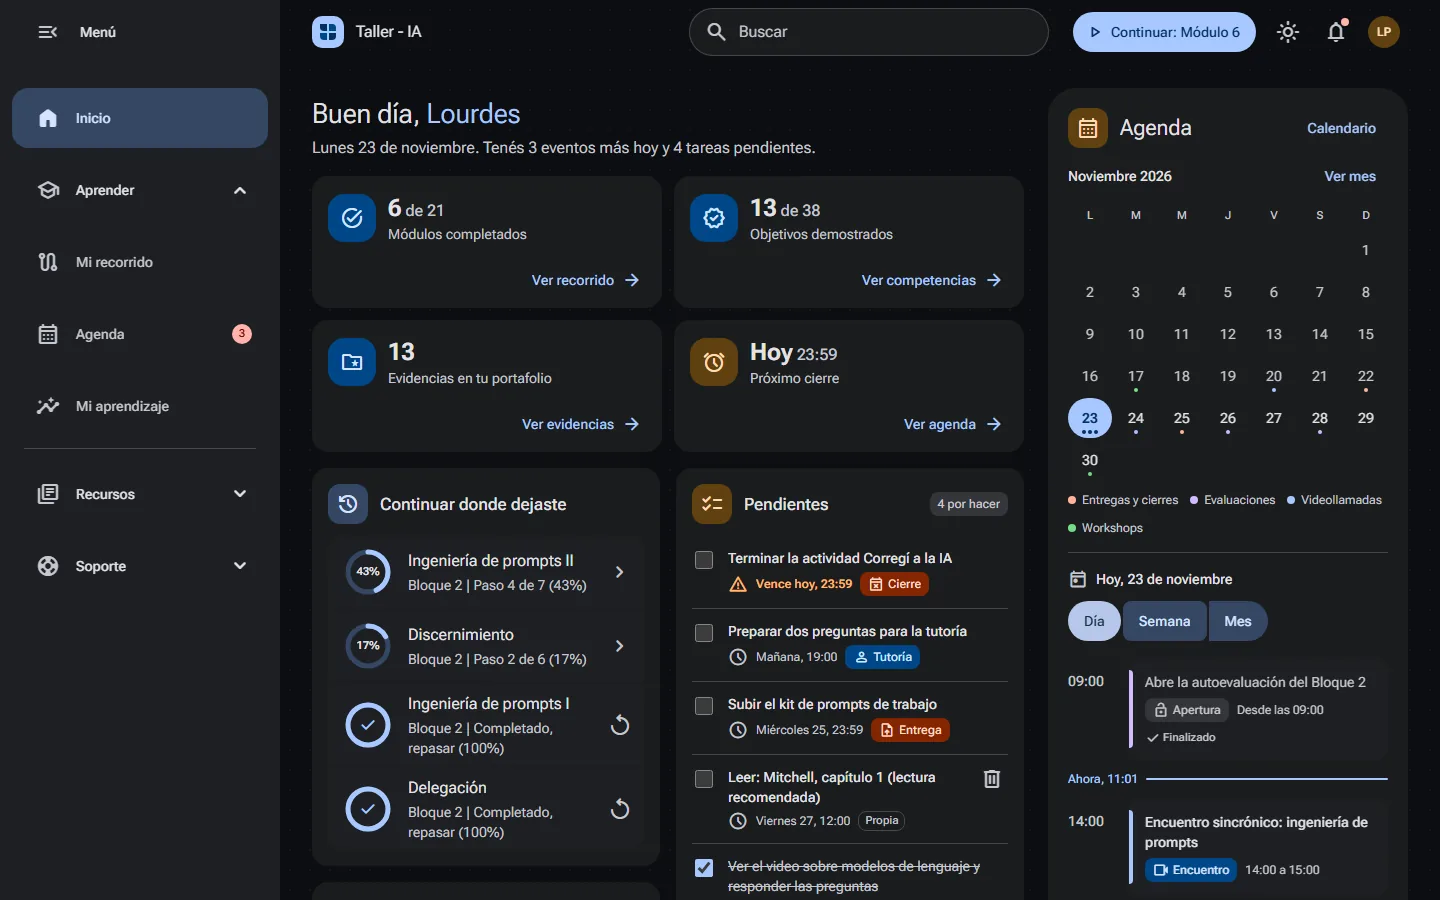 Menú
Taller - IA
Buscar
Continuar: Módulo 6
LP
Inicio
Aprender
Mi recorrido
Agenda
3
Mi aprendizaje
Recursos
Soporte
Buen día, Lourdes
Lunes 23 de noviembre. Tenés 3 eventos más hoy y 4 tareas pendientes.
6 de 21
Módulos completados
Ver recorrido
13 de 38
Objetivos demostrados
Ver competencias
13
Evidencias en tu portafolio
Ver evidencias
Hoy 23:59
Próximo cierre
Ver agenda
Continuar donde dejaste
43%
Ingeniería de prompts II
Bloque 2 | Paso 4 de 7 (43%)
17%
Discernimiento
Bloque 2 | Paso 2 de 6 (17%)
Ingeniería de prompts I
Bloque 2 | Completado,
repasar (100%)
Delegación
Bloque 2 | Completado,
repasar (100%)
Pendientes
4 por hacer
Terminar la actividad Corregí a la IA
Vence hoy, 23:59 Cierre
Preparar dos preguntas para la tutoría
Mañana, 19:00 Tutoría
Subir el kit de prompts de trabajo
Miércoles 25, 23:59 Entrega
Leer: Mitchell, capítulo 1 (lectura
recomendada)
Viernes 27, 12:00 Propia
Ver el video sobre modelos de lenguaje y
responder las preguntas
Agenda
Calendario
Noviembre 2026
Ver mes
L M M J V S D
1
2 3 4 5 6 7 8
9 10 11 12 13 14 15
16 17 18 19 20 21 22
23 24 25 26 27 28 29
30
Entregas y cierres Evaluaciones Videollamadas
Workshops
Hoy, 23 de noviembre
Día Semana Mes
09:00
Abre la autoevaluación del Bloque 2
Apertura Desde las 09:00
Finalizado
Ahora, 11:01
14:00
Encuentro sincrónico: ingeniería de
prompts
Encuentro 14:00 a 15:00